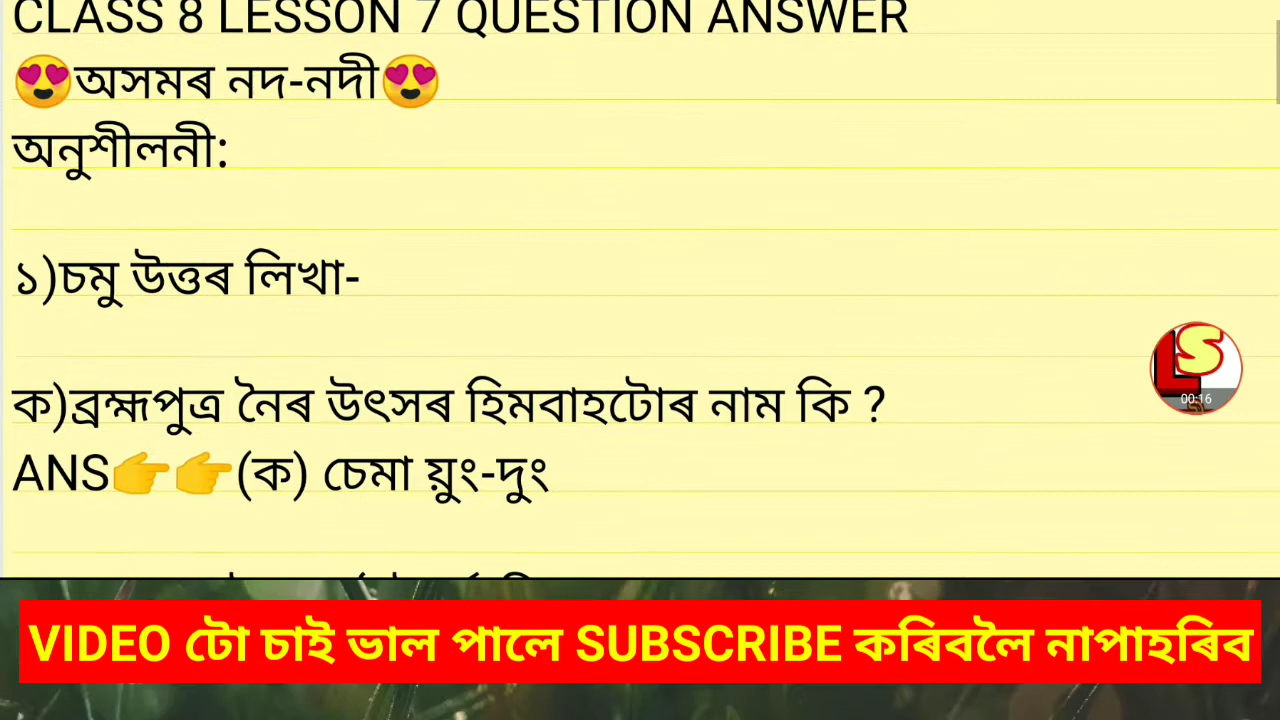 CLASS 8 LESSON 7 QUESTION ANSWER
😍অসমৰ নদ-নদী😍
অনুশীলনী:
১)চমু উত্তৰ লিখা-
ক)ব্ৰহ্মপুত্ৰ নৈৰ উৎসৰ হিমবাহটোৰ নাম কি ?
LS
00:16
ANS👉👉(ক) চেমা য়ুং-দুং
VIDEO টো চাই ভাল পালে SUBSCRIBE কৰিবলৈ নাপাহৰিব